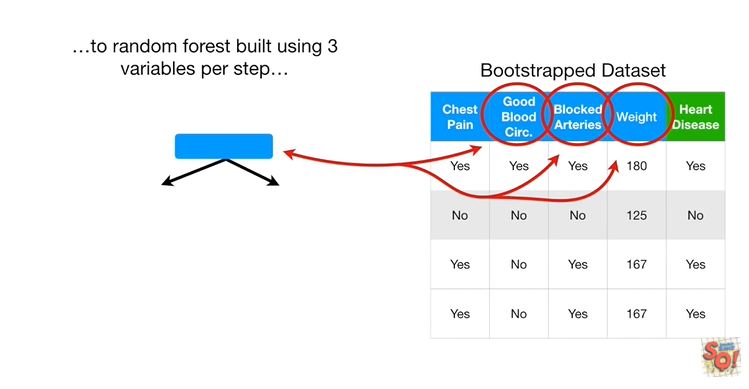 ...to random forest built using 3
variables per step...
Bootstrapped Dataset
Chest Pain Good Blood Circ. Blocked Arteries Weight Heart Disease
Yes Yes Yes 180 Yes
No No No 125 No
Yes No Yes 167 Yes
Yes No Yes 167 Yes
SQ!